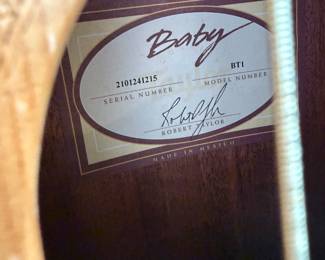 Baby
2101241215 BT1
SERIAL NUMBER MODEL NUMBER
ROBERT TAYLOR
MADE IN MEXICO